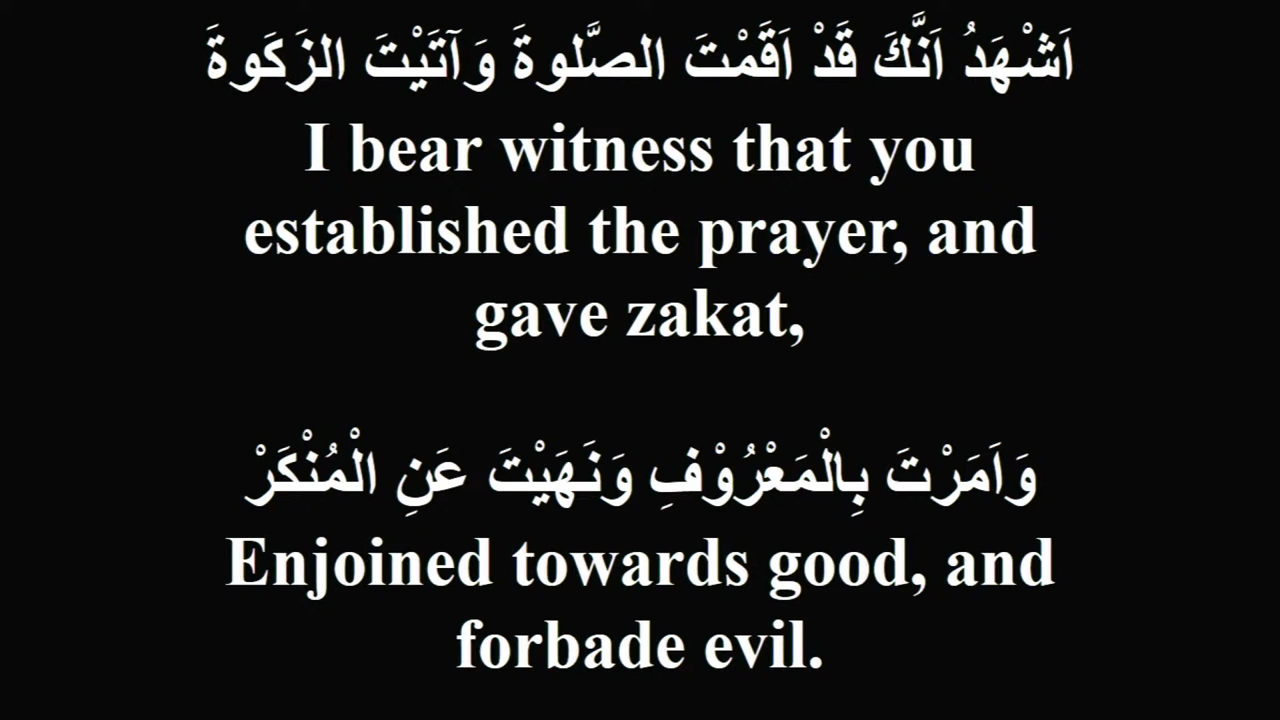 اَشْهَدُ اَنَّكَ قَدْ اَقَمْتَ الصَّلوةَ وَآتَيْتَ الزَكَوةَ
I bear witness that you
established the prayer, and
gave zakat,
وَاَمَرْتَ بِالْمَعْرُوْفِ وَنَهَيْتَ عَنِ الْمُنْكَرْ
Enjoined towards good, and
forbade evil.